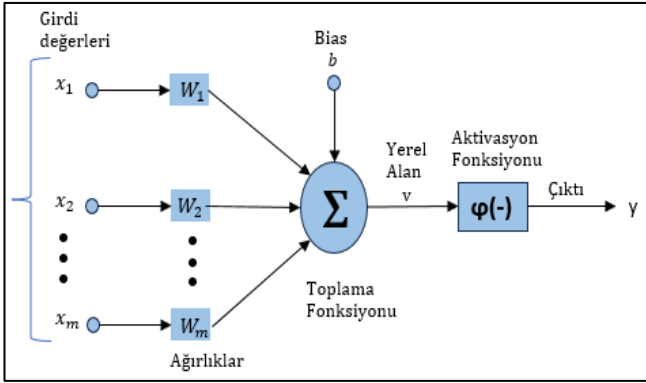 Girdi
değerleri
x₁
W₁
Bias
b
x₂
W₂
Σ
Yerel
Alan
v
Aktivasyon
Fonksiyonu
φ(-)
Çıktı
y
Toplama
Fonksiyonu
xₘ
Wₘ
Ağırlıklar